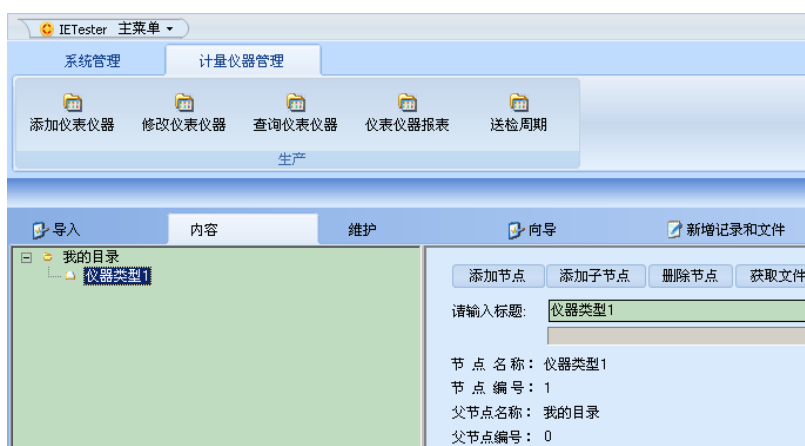 IETester 主菜单
系统管理 计量仪器管理
添加仪表仪器 修改仪表仪器 查询仪表仪器 仪表仪器报表 送检周期
生产
导入 内容 维护 向导 新增记录和文件
我的目录
仪器类型1
添加节点 添加子节点 删除节点 获取文件
请输入标题: 仪器类型1
节 点 名 称： 仪器类型1
节 点 编 号： 1
父节点名称： 我的目录
父节点编号： 0